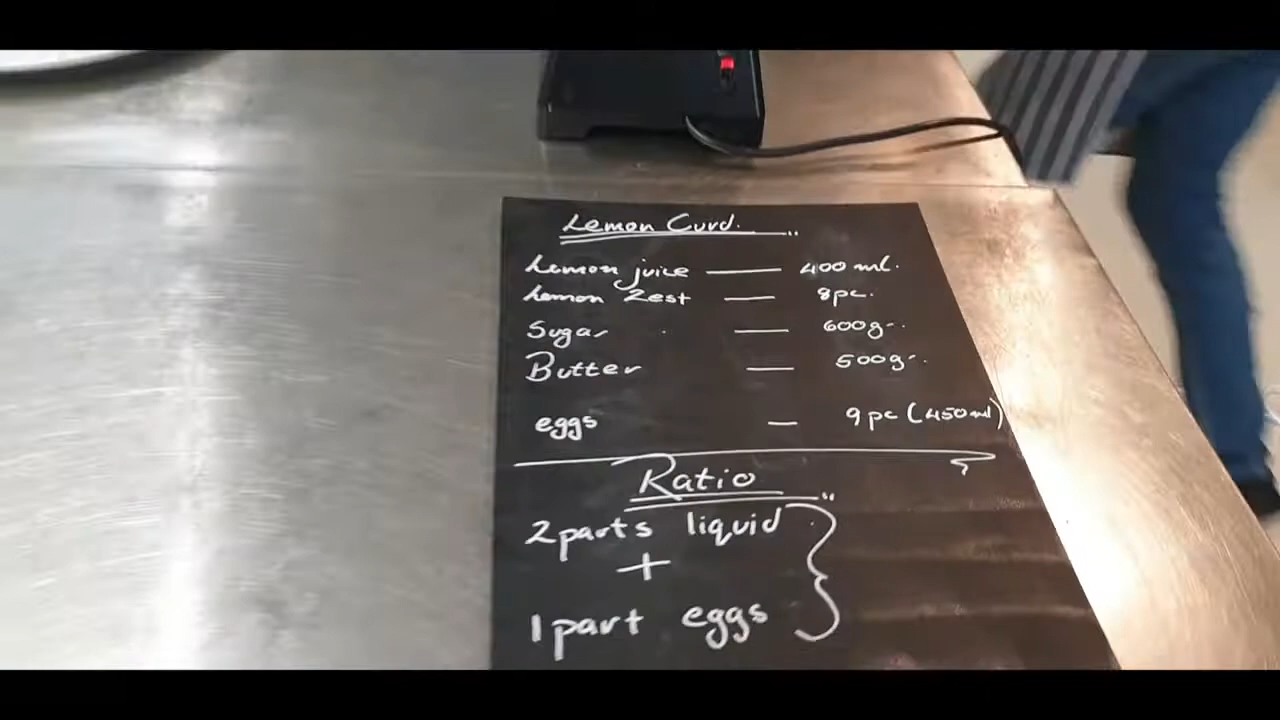 Lemon Curd.
Lemon juice — 400 ml.
Lemon Zest — 8pc.
Sugar — 600g.
Butter — 500g.
eggs — 9pc (450ml)
Ratio
2parts liquid
+
1part eggs